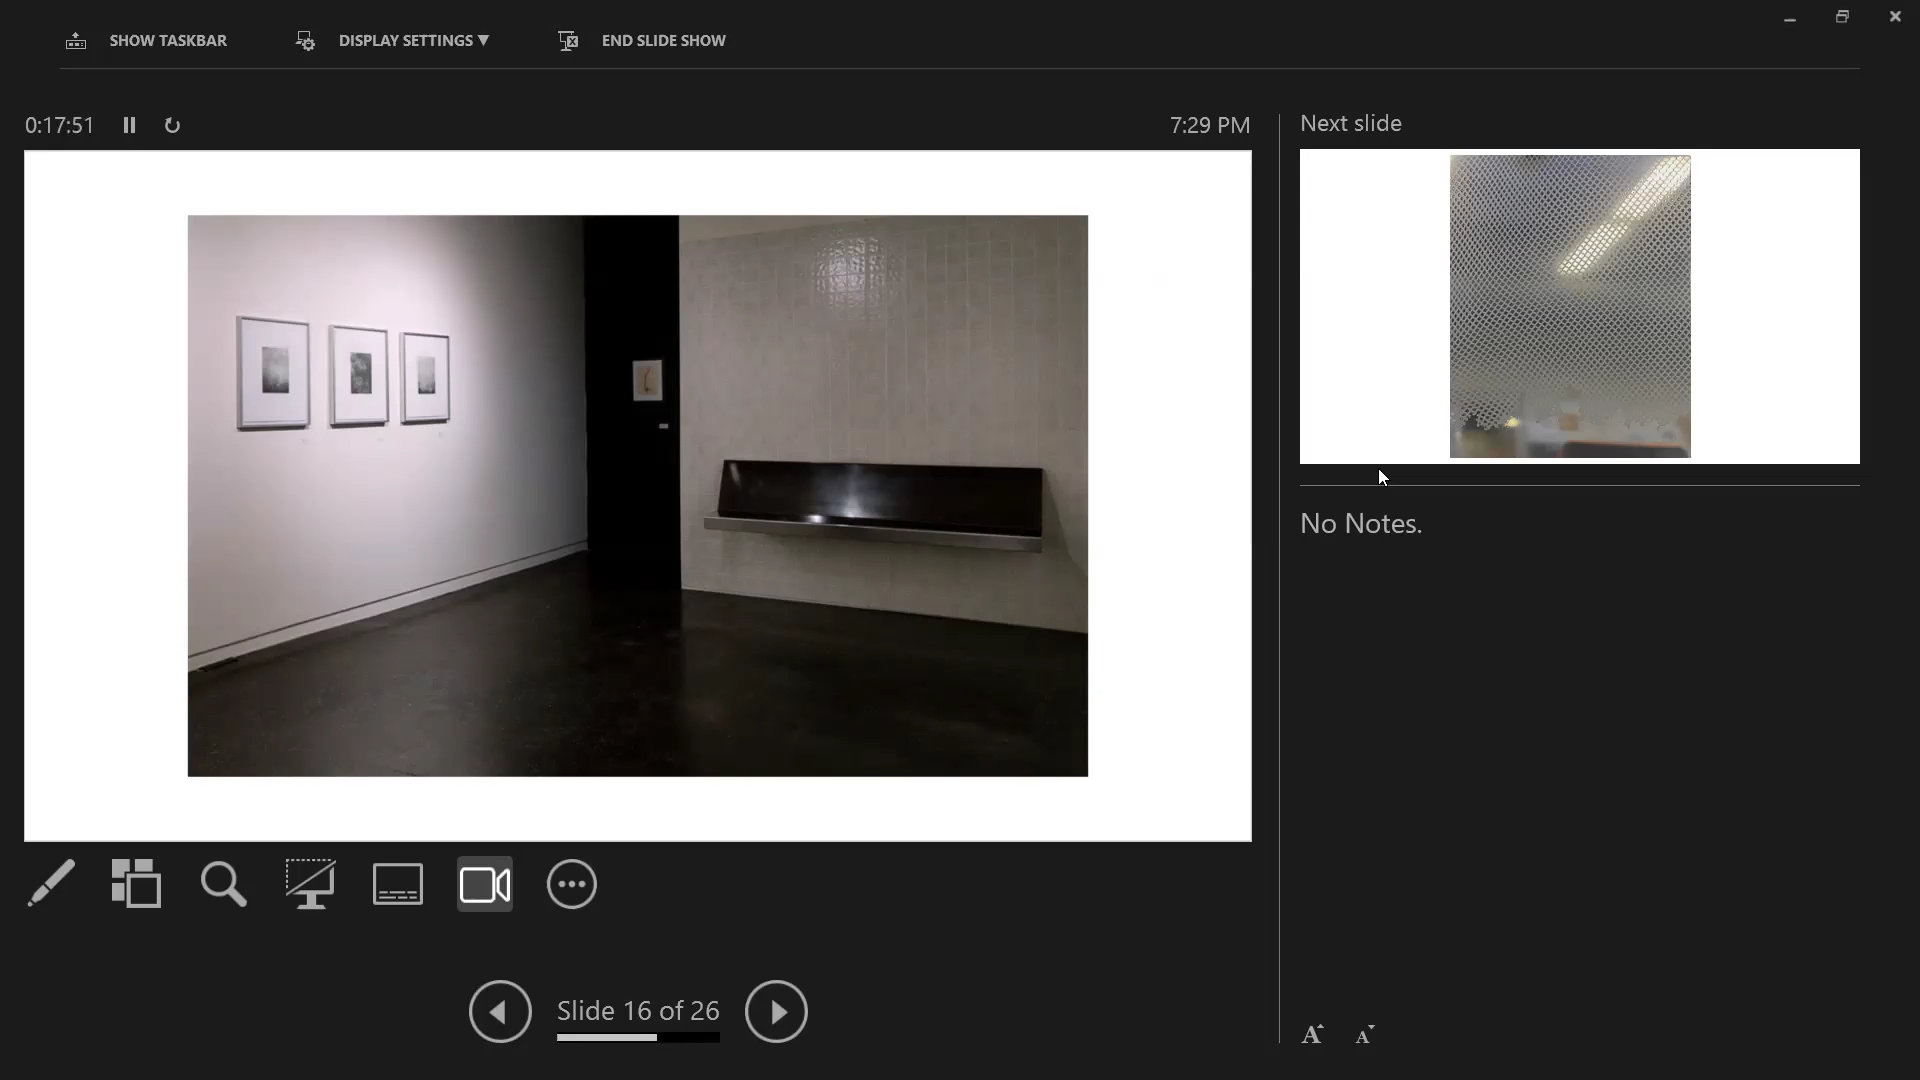 SHOW TASKBAR
DISPLAY SETTINGS
END SLIDE SHOW
0:17:51
7:29 PM
Next slide
No Notes.
Slide 16 of 26
A
A